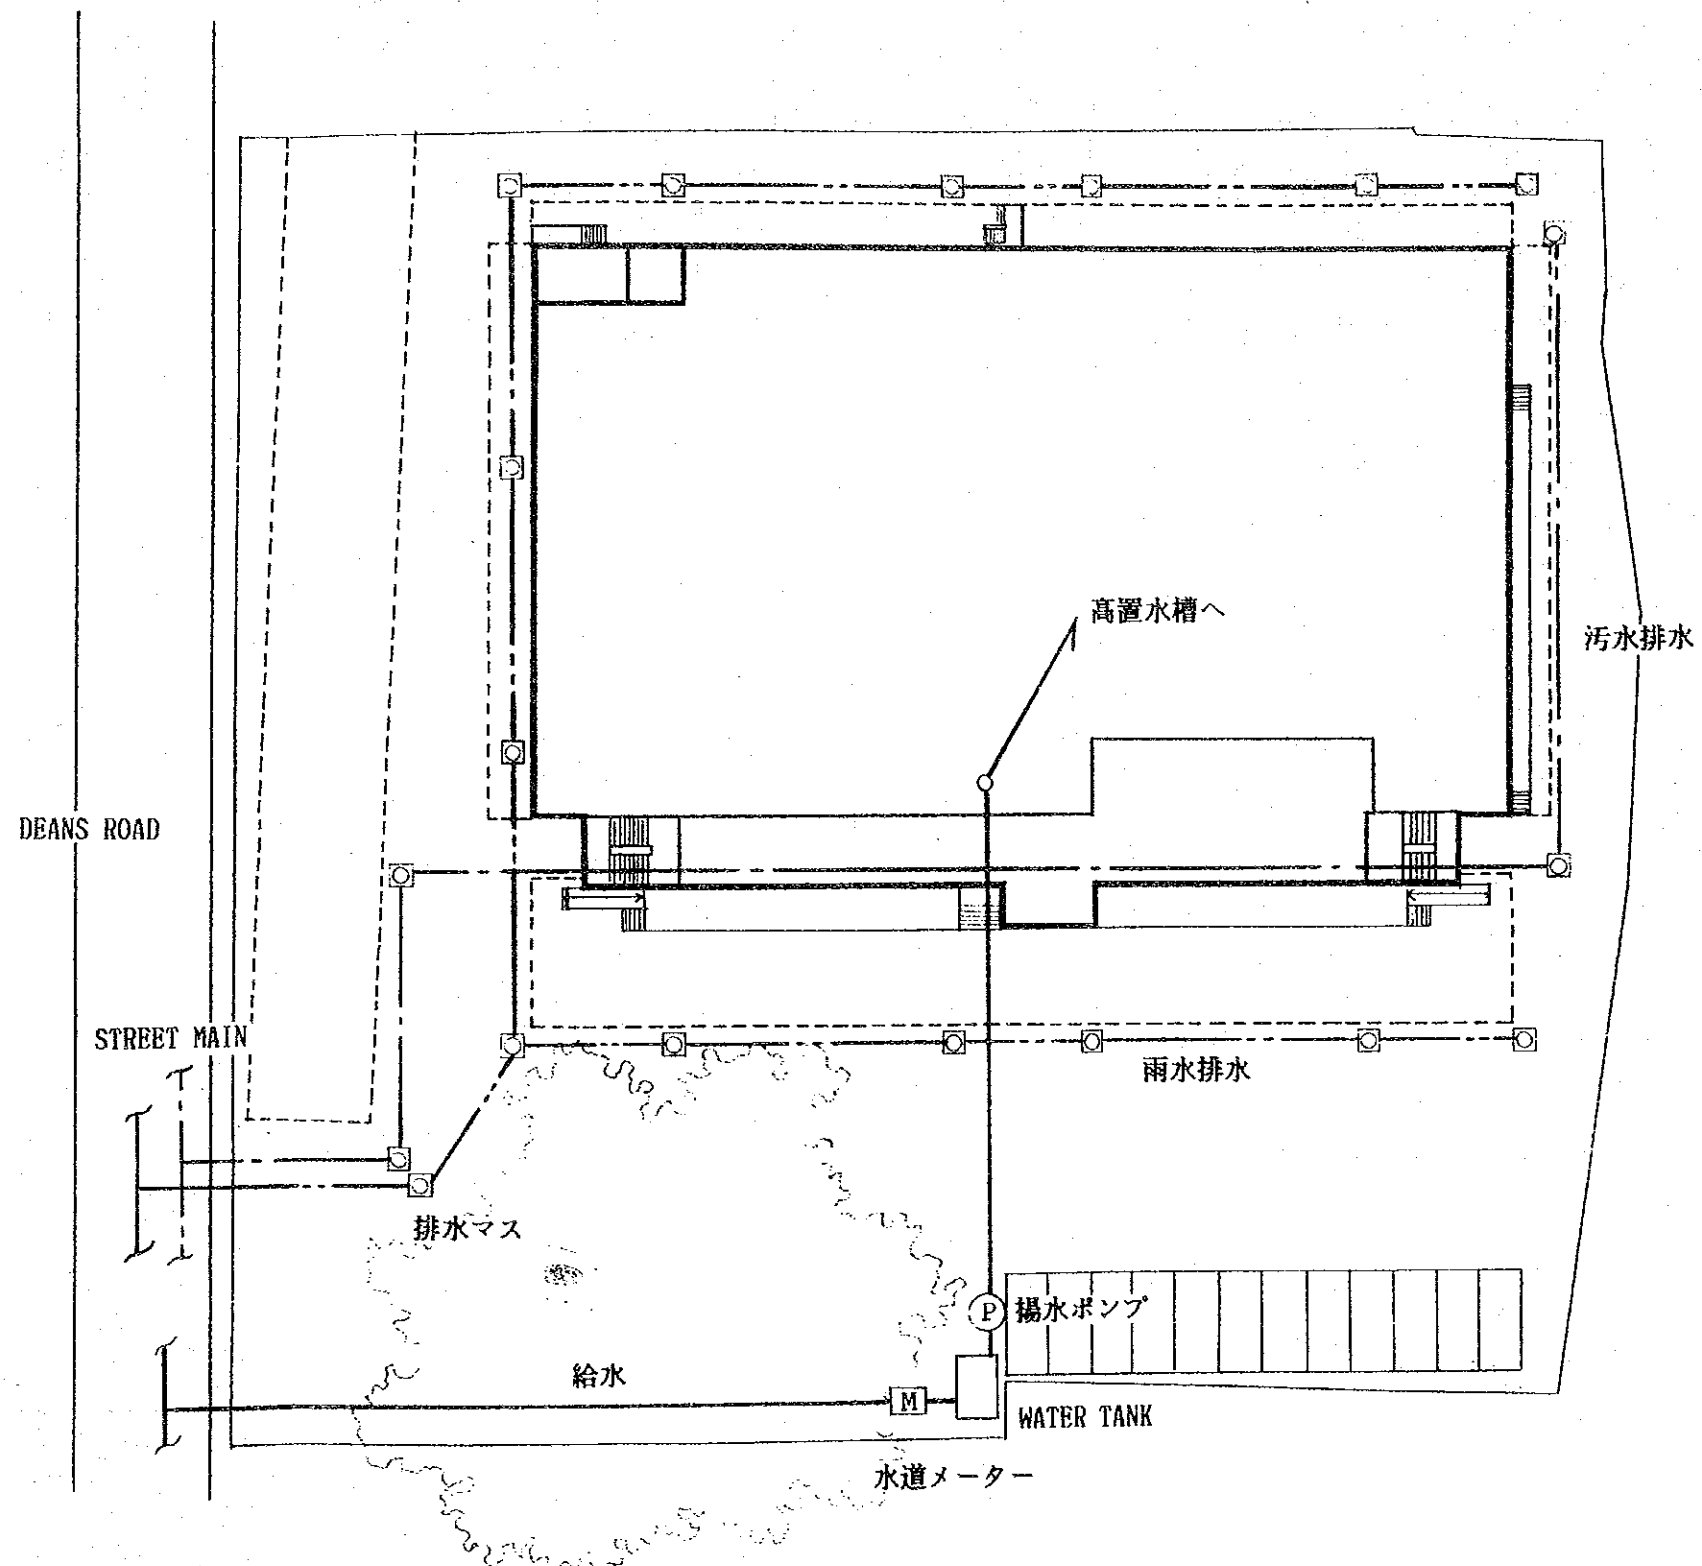 高置水槽へ
汚水排水
DEANS ROAD
STREET MAIN
雨水排水
排水マス
P 揚水ポンプ
給水
M
WATER TANK
水道メーター